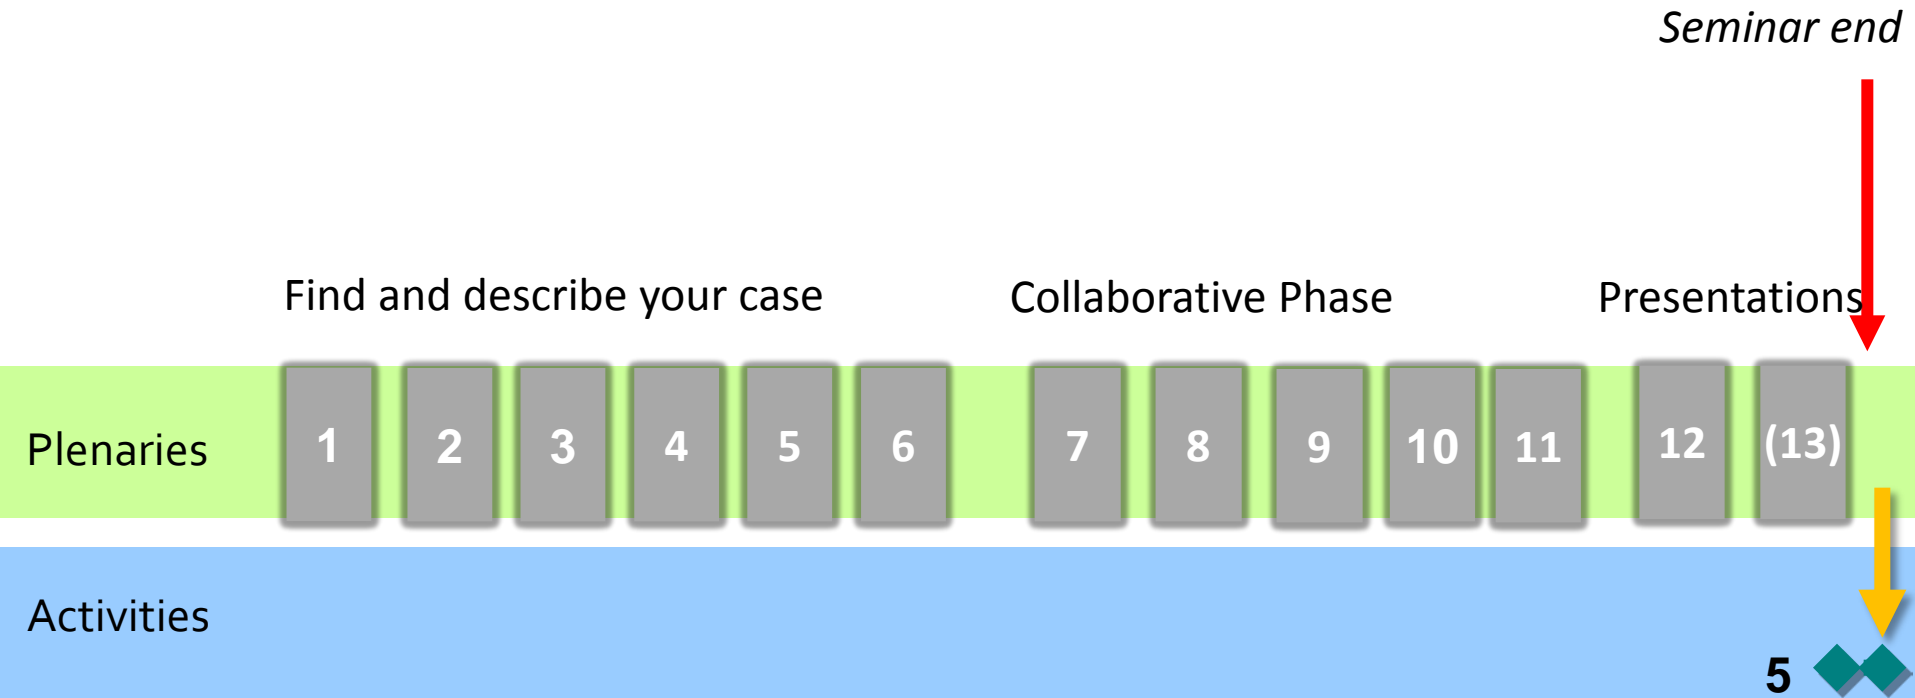 Seminar end
Find and describe your case
Collaborative Phase
Presentations
Plenaries
1
2
3
4
5
6
7
8
9
10
11
12
(13)
Activities
5